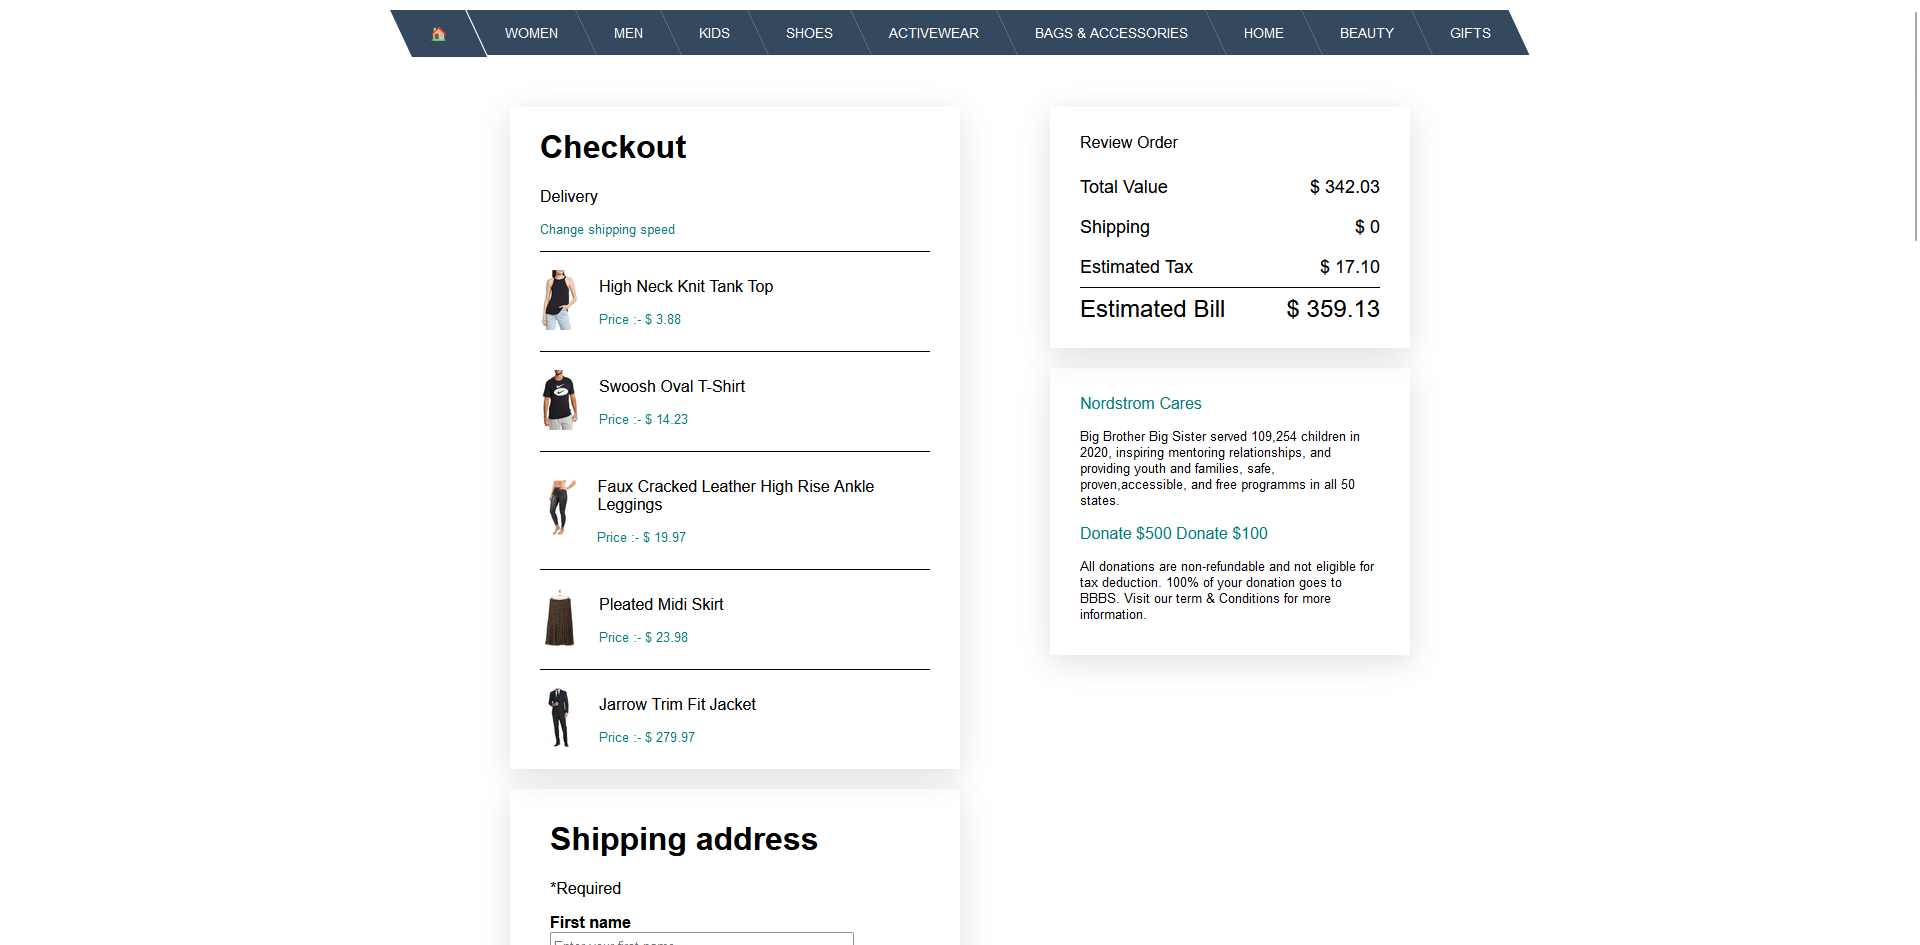 WOMEN MEN KIDS SHOES ACTIVEWEAR BAGS & ACCESSORIES HOME BEAUTY GIFTS
Checkout
Delivery
Change shipping speed
High Neck Knit Tank Top
Price :- $ 3.88
Swoosh Oval T-Shirt
Price :- $ 14.23
Faux Cracked Leather High Rise Ankle
Leggings
Price :- $ 19.97
Pleated Midi Skirt
Price :- $ 23.98
Jarrow Trim Fit Jacket
Price :- $ 279.97
Shipping address
*Required
First name
Enter your first name
Review Order
Total Value $ 342.03
Shipping $ 0
Estimated Tax $ 17.10
Estimated Bill $ 359.13
Nordstrom Cares
Big Brother Big Sister served 109,254 children in
2020, inspiring mentoring relationships, and
providing youth and families, safe,
proven,accessible, and free programms in all 50
states.
Donate $500 Donate $100
All donations are non-refundable and not eligible for
tax deduction. 100% of your donation goes to
BBBS. Visit our term & Conditions for more
information.